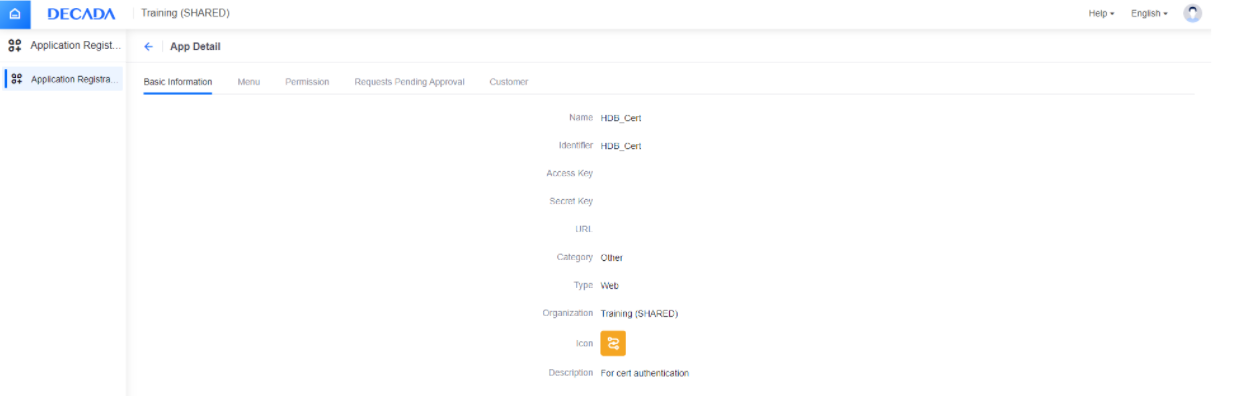 DECADA Training (SHARED) Help English
Application Regist...
App Detail
Application Registra...
Basic Information Menu Permission Requests Pending Approval Customer
Name HDB_Cert
Identifier HDB_Cert
Access Key
Secret Key
URL
Category Other
Type Web
Organization Training (SHARED)
Icon
Description For cert authentication